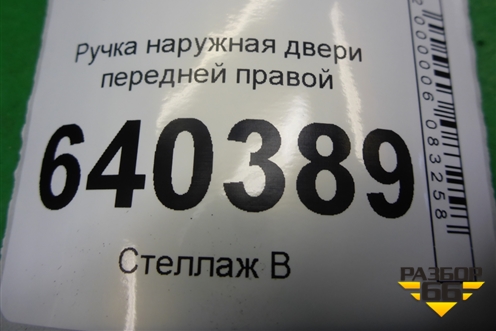 Ручка наружная двери
передней правой
640389
Стеллаж В
2000006083258
РАЗБОР
66